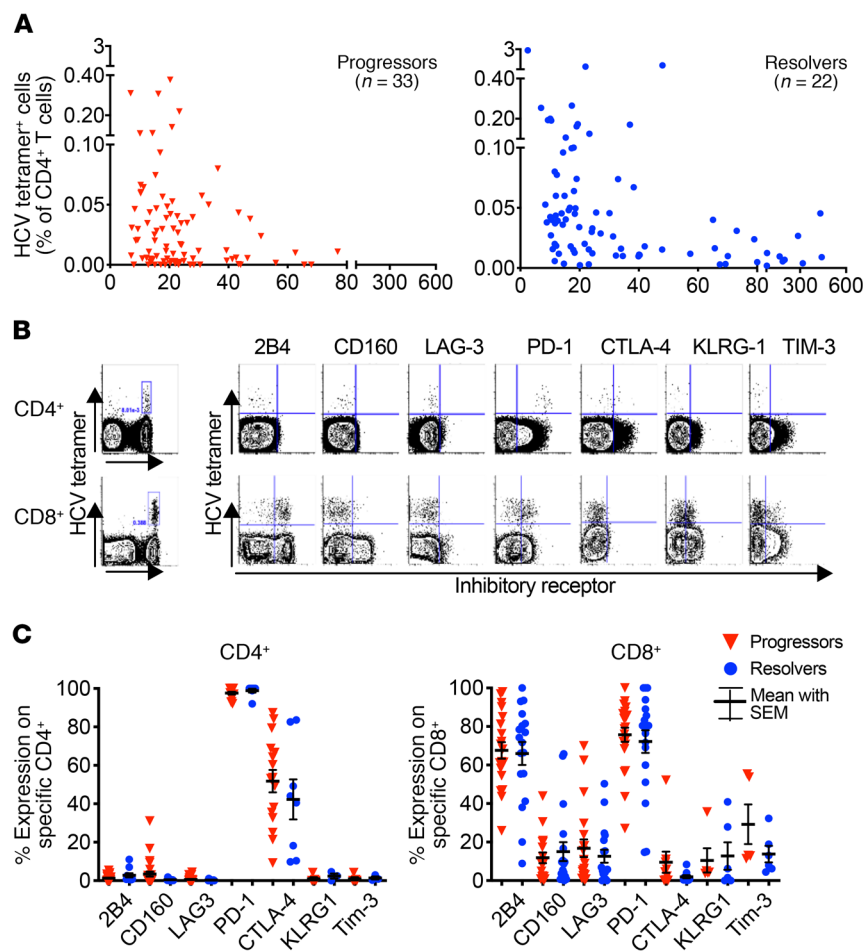 A
Progressors
(n = 33)
Resolvers
(n = 22)
HCV tetramer+ cells
(% of CD4+ T cells)
3
0.40
0.20
0.10
0.05
0.00
0 20 40 60 80 300 600
3
0.40
0.20
0.10
0.05
0.00
0 20 40 60 80 300 600
B
2B4 CD160 LAG-3 PD-1 CTLA-4 KLRG-1 TIM-3
CD4+
CD8+
HCV tetramer
HCV tetramer
0.388
Inhibitory receptor
C
CD4+
CD8+
Progressors
Resolvers
Mean with
SEM
% Expression on
specific CD4+
100
80
60
40
20
0
2B4 CD160 LAG3 PD-1 CTLA-4 KLRG1 Tim-3
% Expression on
specific CD8+
100
80
60
40
20
0
2B4 CD160 LAG3 PD-1 CTLA-4 KLRG1 Tim-3